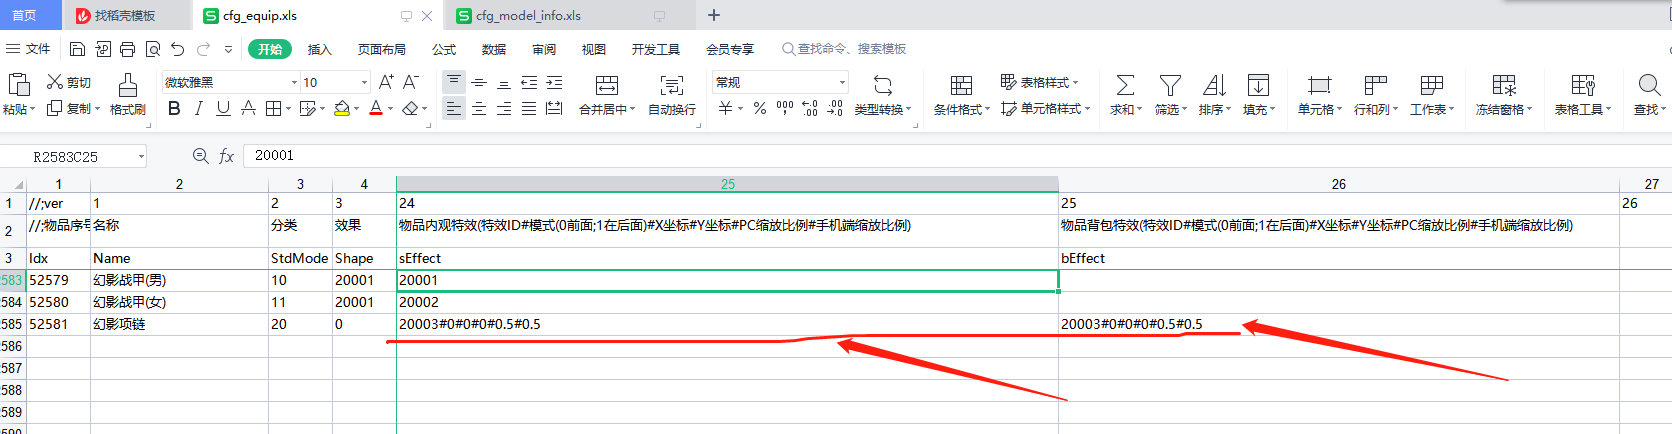 首页 找稻壳模板 cfg_equip.xls cfg_model_info.xls
文件 开始 插入 页面布局 公式 数据 审阅 视图 开发工具 会员专享 查找命令、搜索模板
剪切 微软雅黑 10 常规 表格样式
粘贴 复制 格式刷 合并居中 自动换行 类型转换 条件格式 单元格样式 求和 筛选 排序 填充 单元格 行和列 工作表 冻结窗格 表格工具 查找
R2583C25 fx 20001
1 2 3 4 25 26 27
1 //;ver 1 2 3 24 25 26
2 //;物品序号 名称 分类 效果 物品内观特效(特效ID#模式(0前面;1在后面)#X坐标#Y坐标#PC缩放比例#手机端缩放比例) 物品背包特效(特效ID#模式(0前面;1在后面)#X坐标#Y坐标#PC缩放比例#手机端缩放比例)
3 Idx Name StdMode Shape sEffect bEffect
2583 52579 幻影战甲(男) 10 20001 20001
2584 52580 幻影战甲(女) 11 20001 20002
2585 52581 幻影项链 20 0 20003#0#0#0#0.5#0.5 20003#0#0#0#0.5#0.5
2586
2587
2588
2589
2590